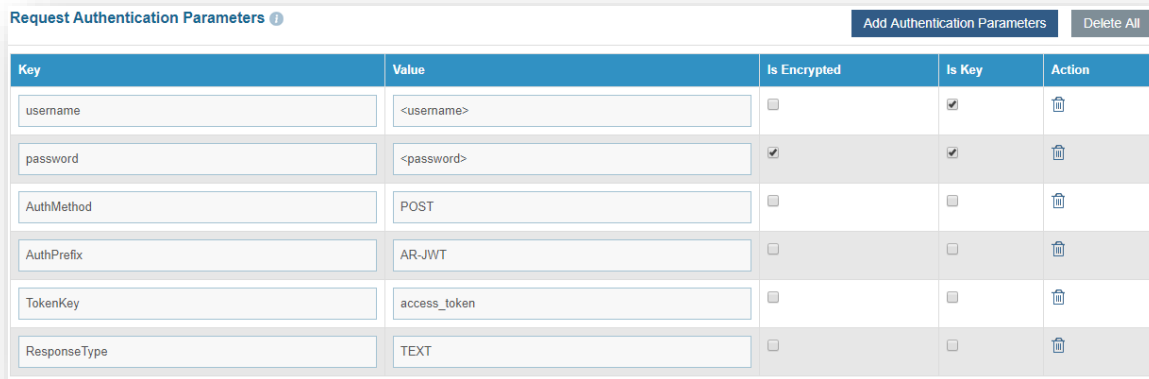 Request Authentication Parameters i
Add Authentication Parameters Delete All
Key Value Is Encrypted Is Key Action
username <username>
password <password>
AuthMethod POST
AuthPrefix AR-JWT
TokenKey access_token
ResponseType TEXT